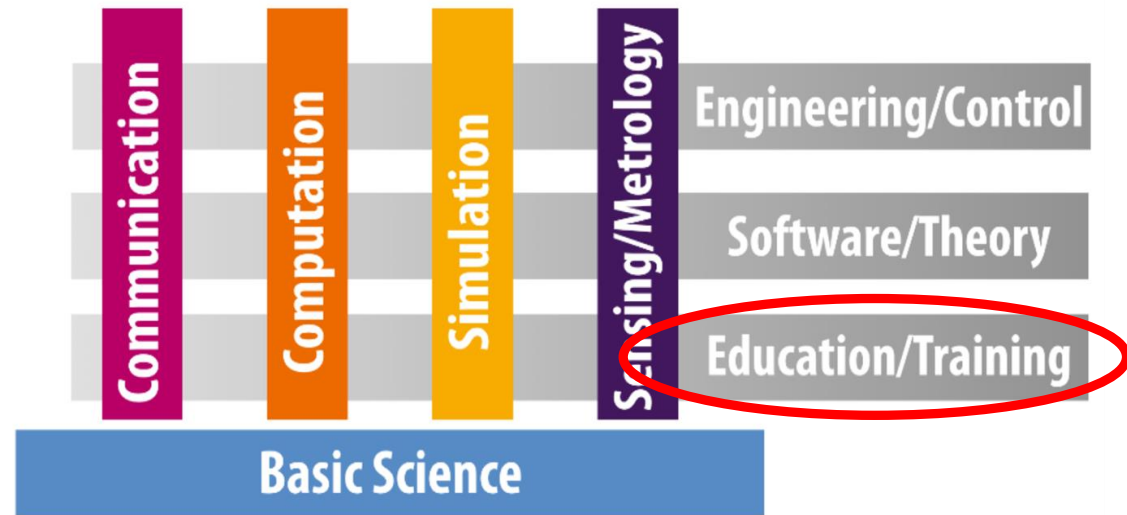 Communication
Computation
Simulation
Sensing/Metrology
Engineering/Control
Software/Theory
Education/Training
Basic Science